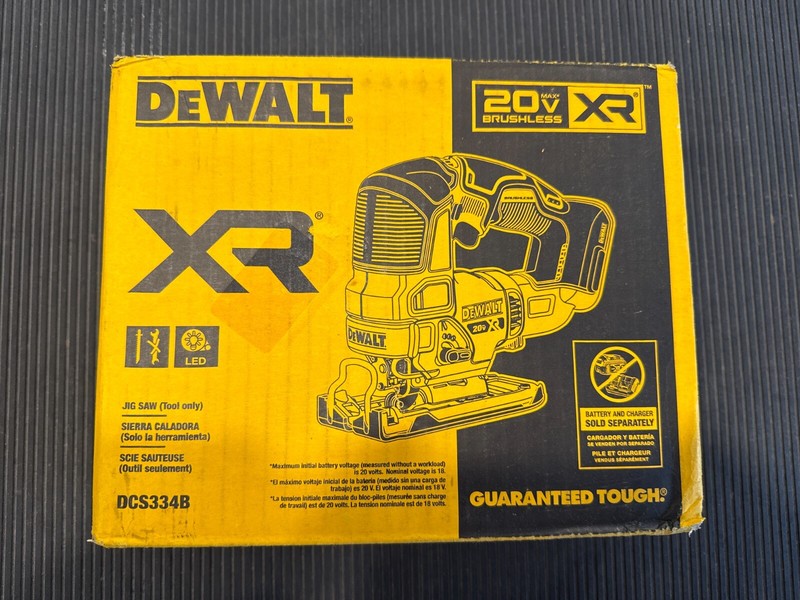 DEWALT®
20V MAX* XR®™
BRUSHLESS
XR®
BRUSHLESS
DEWALT
DEWALT
20V XR
DEWALT
LED
JIG SAW (Tool only)
SIERRA CALADORA
(Solo la herramienta)
SCIE SAUTEUSE
(Outil seulement)
DCS334B
*Maximum initial battery voltage (measured without a workload)
is 20 volts. Nominal voltage is 18.
*El máximo voltaje inicial de la batería (medido sin una carga de
trabajo) es 20 V. El voltaje nominal es 18 V.
*La tension initiale maximale du bloc-piles (mesurée sans charge
de travail) est de 20 volts. La tension nominale est de 18 volts.
BATTERY AND CHARGER
SOLD SEPARATELY
CARGADOR Y BATERÍA
SE VENDEN POR SEPARADO
PILE ET CHARGEUR
VENDUS SÉPARÉMENT
GUARANTEED TOUGH.®